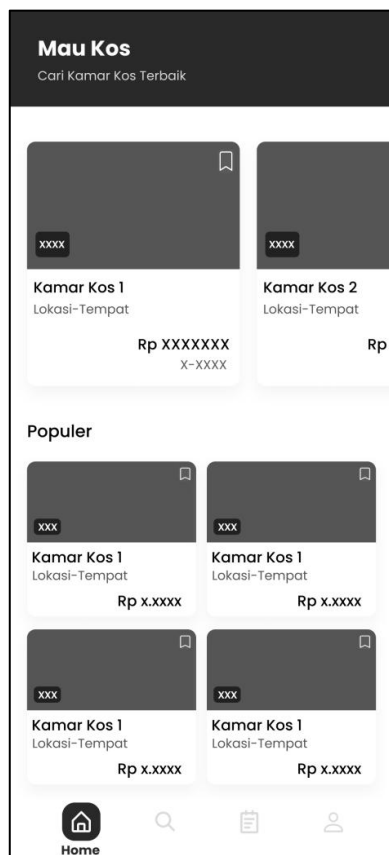 Mau Kos
Cari Kamar Kos Terbaik
xxxx
xxxx
Kamar Kos 1
Kamar Kos 2
Lokasi-Tempat
Lokasi-Tempat
Rp XXXXXXX
Rp
X-XXXX
Populer
xxx
xxx
Kamar Kos 1
Kamar Kos 1
Lokasi-Tempat
Lokasi-Tempat
Rp x.xxxx
Rp x.xxxx
xxx
xxx
Kamar Kos 1
Kamar Kos 1
Lokasi-Tempat
Lokasi-Tempat
Rp x.xxxx
Rp x.xxxx
Home